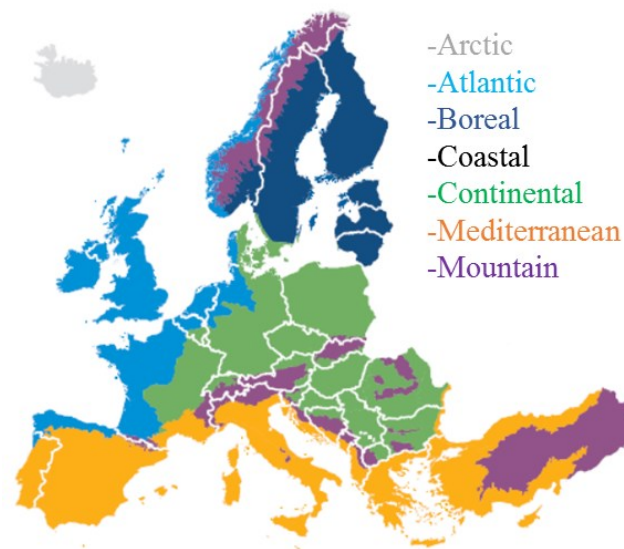 -Arctic
-Atlantic
-Boreal
-Coastal
-Continental
-Mediterranean
-Mountain